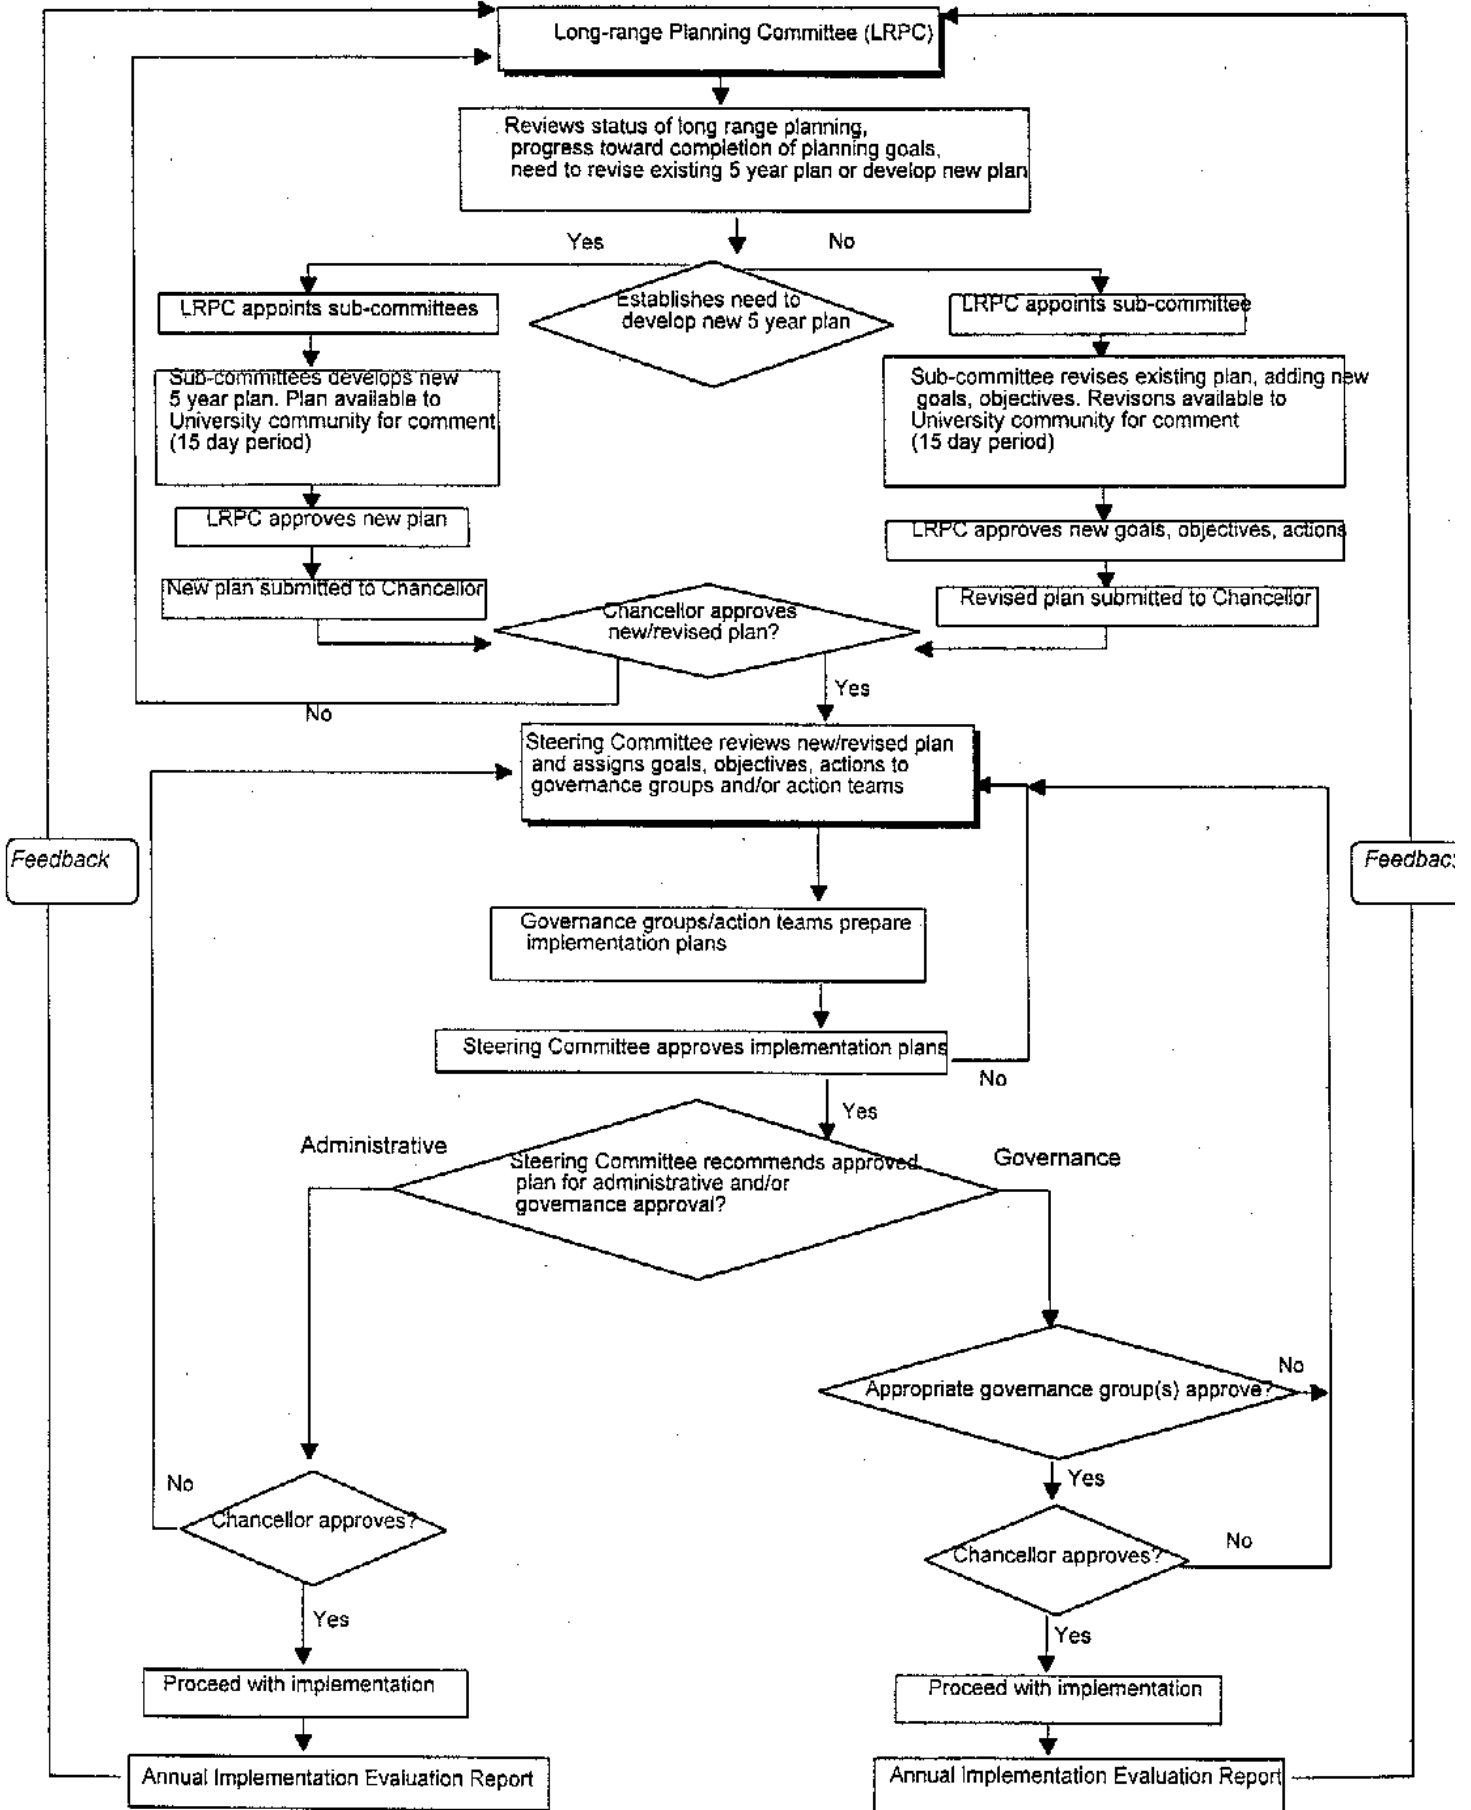 Long-range Planning Committee (LRPC)
Reviews status of long range planning,
progress toward completion of planning goals,
need to revise existing 5 year plan or develop new plan
Yes
No
Establishes need to
develop new 5 year plan
LRPC appoints sub-committees
LRPC appoints sub-committee
Sub-committees develops new
5 year plan. Plan available to
University community for comment
(15 day period)
Sub-committee revises existing plan, adding new
goals, objectives. Revisons available to
University community for comment
(15 day period)
LRPC approves new plan
LRPC approves new goals, objectives, actions
New plan submitted to Chancellor
Revised plan submitted to Chancellor
Chancellor approves
new/revised plan?
Yes
No
Steering Committee reviews new/revised plan
and assigns goals, objectives, actions to
governance groups and/or action teams
Feedback
Feedbac
Governance groups/action teams prepare
implementation plans
Steering Committee approves implementation plans
No
Yes
Administrative
Governance
Steering Committee recommends approved
plan for administrative and/or
governance approval?
Appropriate governance group(s) approve?
No
Yes
No
Chancellor approves?
Chancellor approves?
No
Yes
Yes
Proceed with implementation
Proceed with implementation
Annual Implementation Evaluation Report
Annual Implementation Evaluation Report